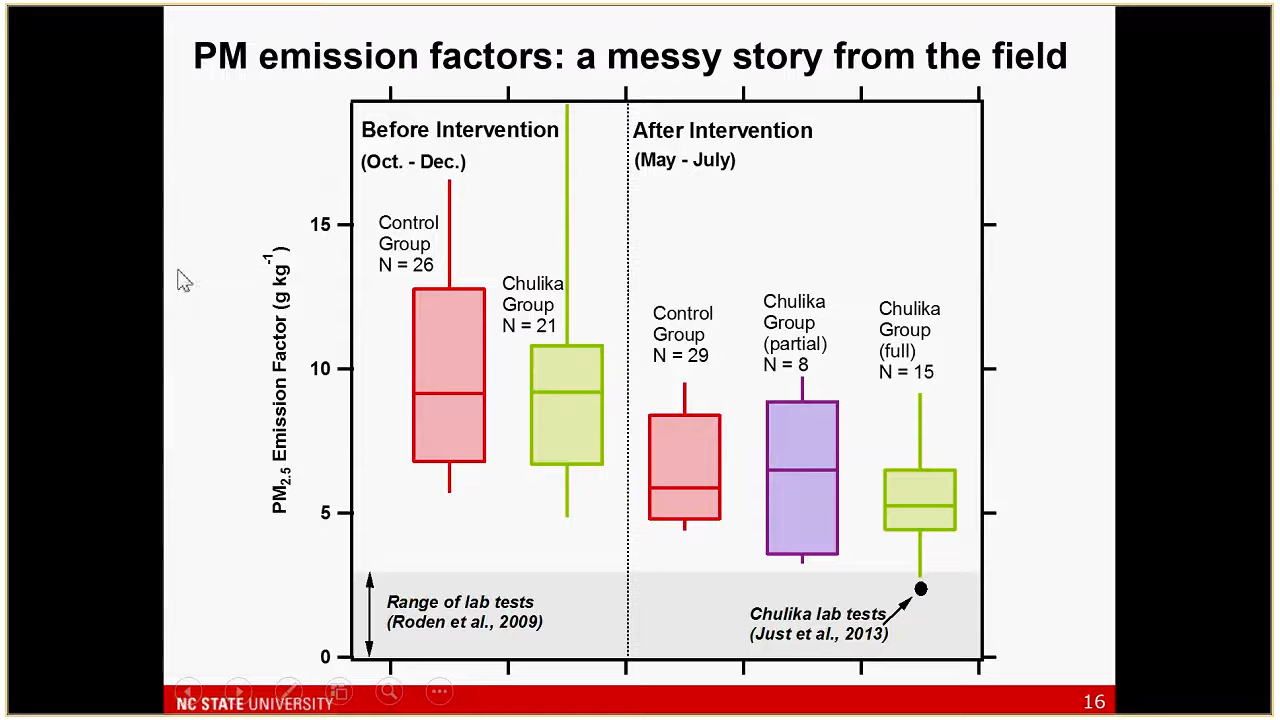 PM emission factors: a messy story from the field
Before Intervention
(Oct. - Dec.)
After Intervention
(May - July)
15
10
5
0
PM2.5 Emission Factor (g kg-1)
Control
Group
N = 26
Chulika
Group
N = 21
Control
Group
N = 29
Chulika
Group
(partial)
N = 8
Chulika
Group
(full)
N = 15
Range of lab tests
(Roden et al., 2009)
Chulika lab tests
(Just et al., 2013)
NC STATE UNIVERSITY
16